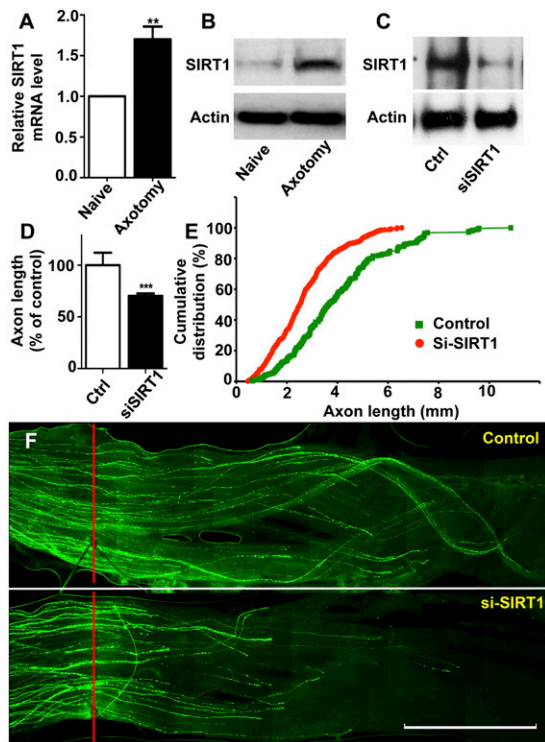 A
Relative SIRT1
mRNA level
2.0
1.5
1.0
0.5
0.0
**
Naive
Axotomy
B
SIRT1
Actin
Naive
Axotomy
C
SIRT1
Actin
Ctrl
siSIRT1
D
Axon length
(% of control)
100
50
0
***
Ctrl
siSIRT1
E
Cumulative
distribution (%)
100
80
60
40
20
0
2
4
6
8
10
Axon length (mm)
Control
Si-SIRT1
F
Control
si-SIRT1